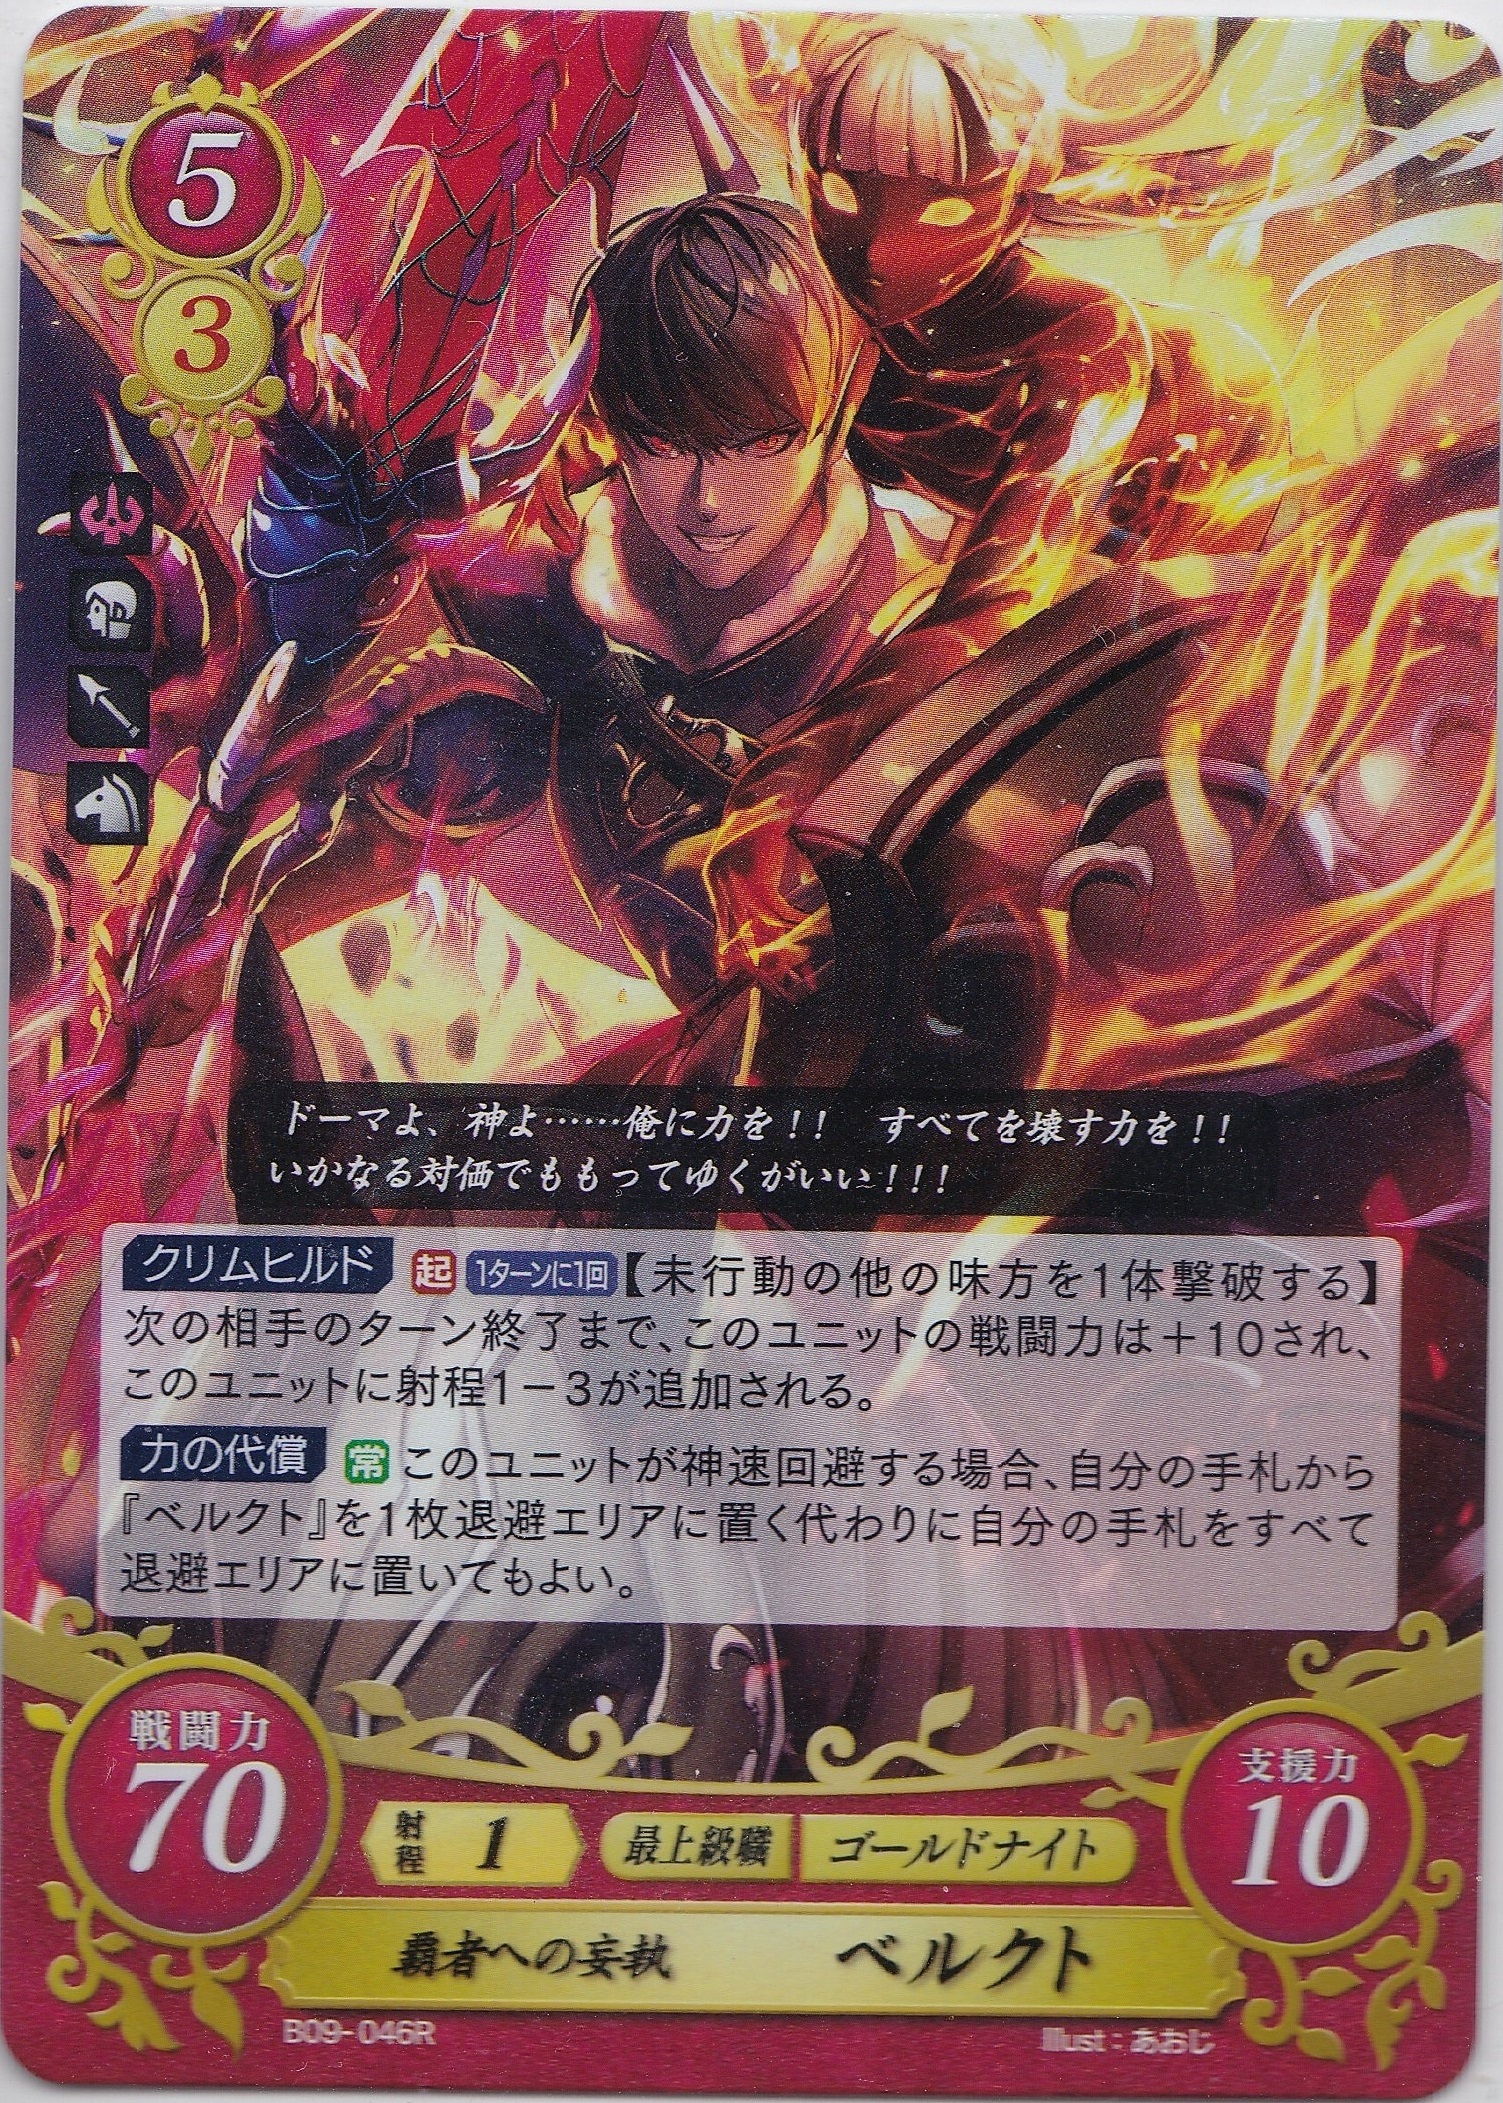 5
3
ドーマよ、神よ……俺に力を!! すべてを壊す力を!!
いかなる対価でももってゆくがいい!!!
クリムヒルド 起 1ターンに1回【未行動の他の味方を1体撃破する】
次の相手のターン終了まで、このユニットの戦闘力は＋10され、
このユニットに射程1－3が追加される。
力の代償 常 このユニットが神速回避する場合、自分の手札から
『ベルクト』を1枚退避エリアに置く代わりに自分の手札をすべて
退避エリアに置いてもよい。
戦闘力
70
射程 1 最上級職 ゴールドナイト
支援力
10
覇者への妄執 ベルクト
B09-046R Illust：あおじ